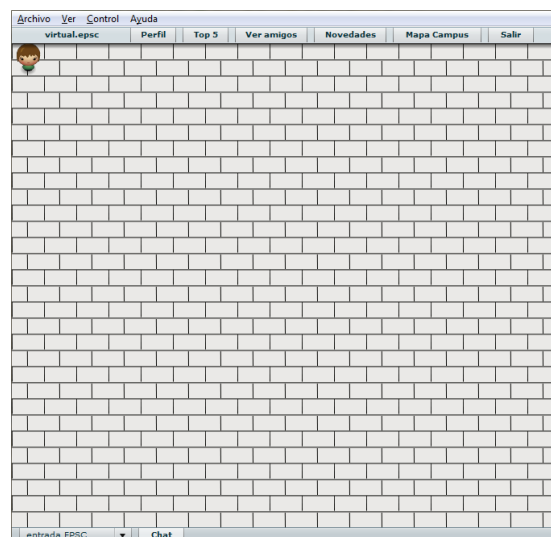 Archivo Ver Control Ayuda
virtual.epsc Perfil Top 5 Ver amigos Novedades Mapa Campus Salir
entrada EPSC Chat